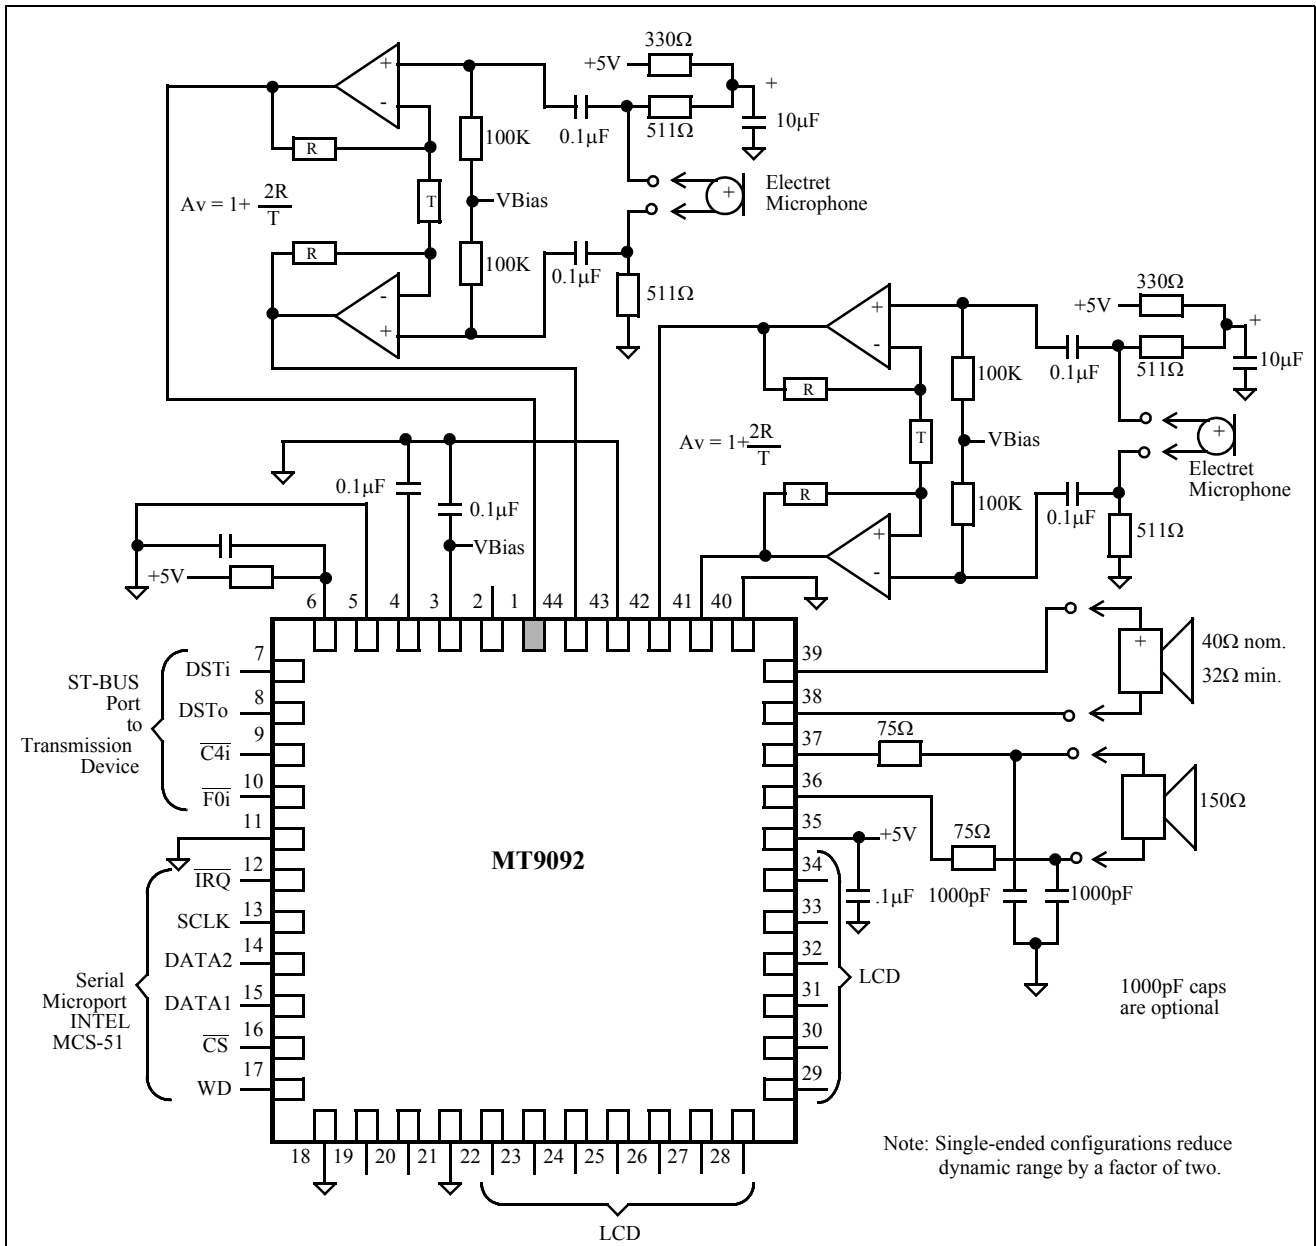 330Ω
+5V
+
511Ω
10µF
0.1µF
+
-
100K
R
Av = 1+ 2R/T
T
VBias
+
Electret
Microphone
R
100K
0.1µF
511Ω
-
+
330Ω
+5V
+
511Ω
10µF
0.1µF
+
-
100K
R
Av = 1+ 2R/T
T
VBias
+
Electret
Microphone
R
100K
0.1µF
511Ω
+
-
0.1µF
0.1µF
VBias
+5V
6 5 4 3 2 1 44 43 42 41 40
7 DSTi
8 DSTo
9 C4i
10 F0i
ST-BUS
Port
to
Transmission
Device
11
12 IRQ
13 SCLK
14 DATA2
15 DATA1
16 CS
17 WD
Serial
Microport
INTEL
MCS-51
MT9092
39
38
37
36
35
34
33
32
31
30
29
+
40Ω nom.
32Ω min.
75Ω
75Ω
150Ω
+5V
.1µF
1000pF
1000pF
LCD
1000pF caps
are optional
18 19 20 21 22 23 24 25 26 27 28
LCD
Note: Single-ended configurations reduce
dynamic range by a factor of two.